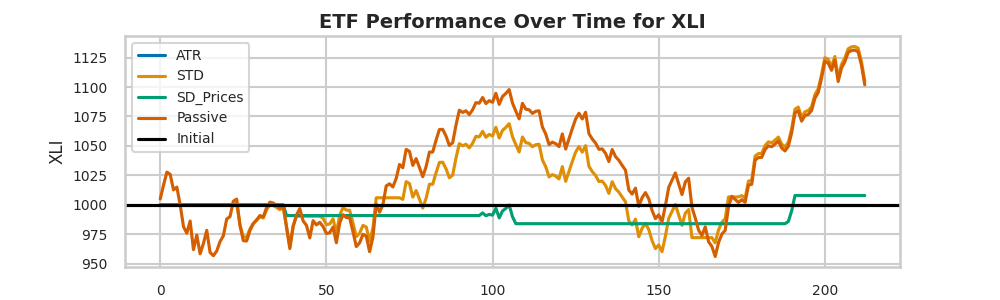 ETF Performance Over Time for XLI
XLI
1125
1100
1075
1050
1025
1000
975
950
ATR
STD
SD_Prices
Passive
Initial
0 50 100 150 200